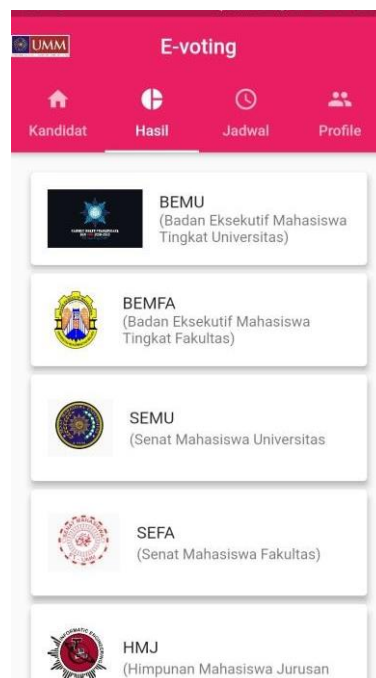 UMM
E-voting
Kandidat
Hasil
Jadwal
Profile
BEMU
(Badan Eksekutif Mahasiswa
Tingkat Universitas)
BEMFA
(Badan Eksekutif Mahasiswa
Tingkat Fakultas)
SEMU
(Senat Mahasiswa Universitas
SEFA
(Senat Mahasiswa Fakultas)
HMJ
(Himpunan Mahasiswa Jurusan